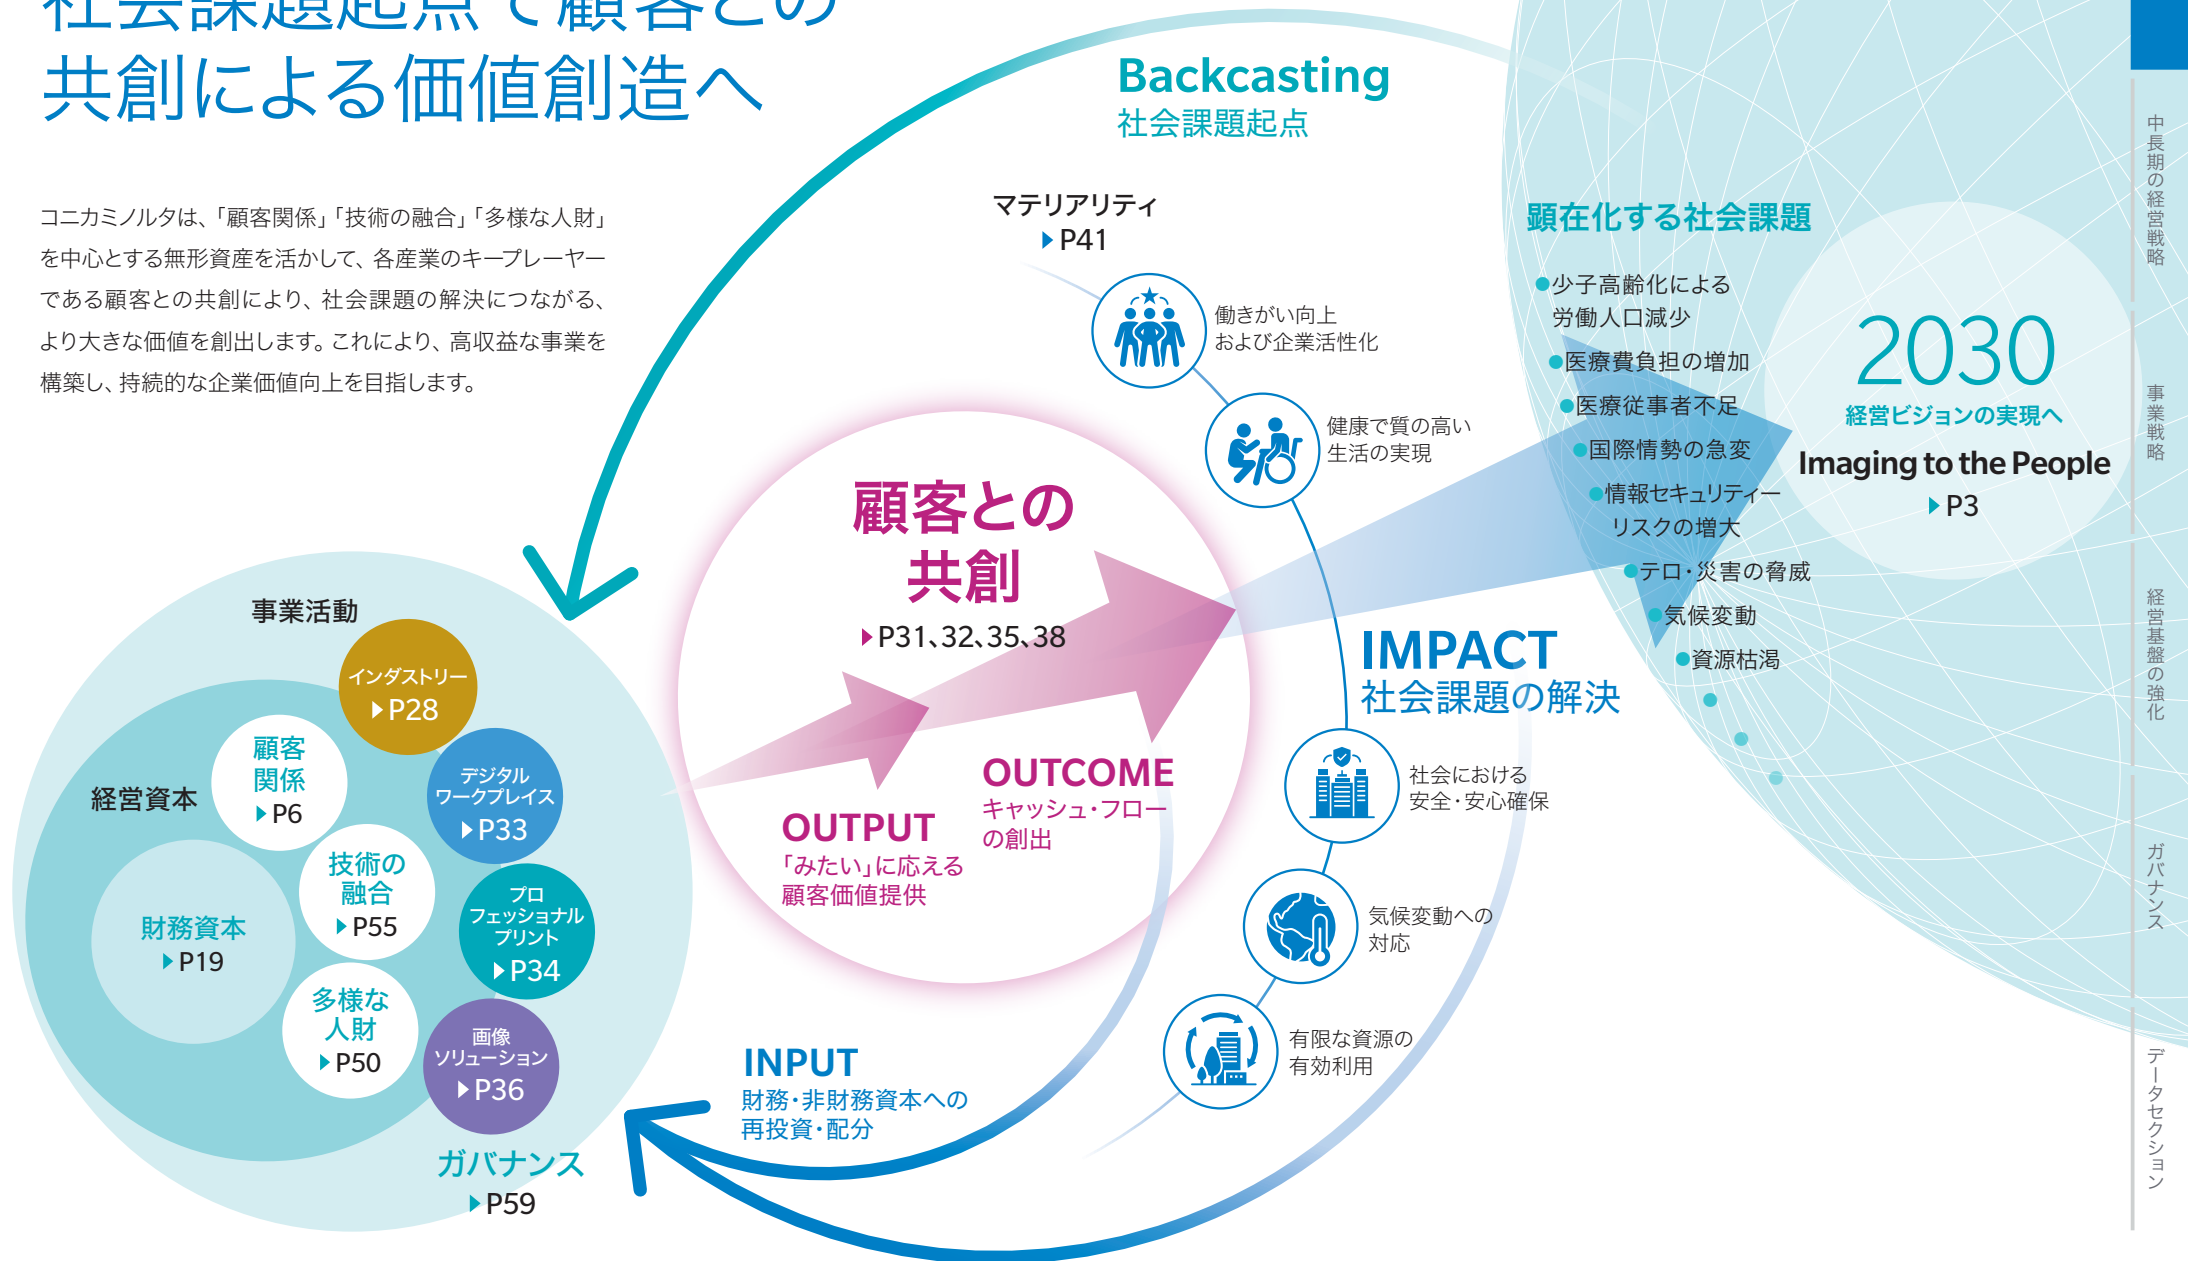 社会課題起点で顧客との
共創による価値創造へ
コニカミノルタは、「顧客関係」「技術の融合」「多様な人財」
を中心とする無形資産を活かして、各産業のキープレーヤー
である顧客との共創により、社会課題の解決につながる、
より大きな価値を創出します。これにより、高収益な事業を
構築し、持続的な企業価値向上を目指します。
Backcasting
社会課題起点
マテリアリティ
P41
働きがい向上
および企業活性化
健康で質の高い
生活の実現
社会における
安全・安心確保
気候変動への
対応
有限な資源の
有効利用
顕在化する社会課題
少子高齢化による
労働人口減少
医療費負担の増加
医療従事者不足
国際情勢の急変
情報セキュリティー
リスクの増大
テロ・災害の脅威
気候変動
資源枯渇
2030
経営ビジョンの実現へ
Imaging to the People
P3
顧客との
共創
P31、32、35、38
OUTPUT
「みたい」に応える
顧客価値提供
OUTCOME
キャッシュ・フロー
の創出
IMPACT
社会課題の解決
INPUT
財務・非財務資本への
再投資・配分
事業活動
インダストリー
P28
デジタル
ワークプレイス
P33
プロ
フェッショナル
プリント
P34
画像
ソリューション
P36
経営資本
顧客
関係
P6
技術の
融合
P55
財務資本
P19
多様な
人財
P50
ガバナンス
P59
中長期の経営戦略
事業戦略
経営基盤の強化
ガバナンス
データセクション